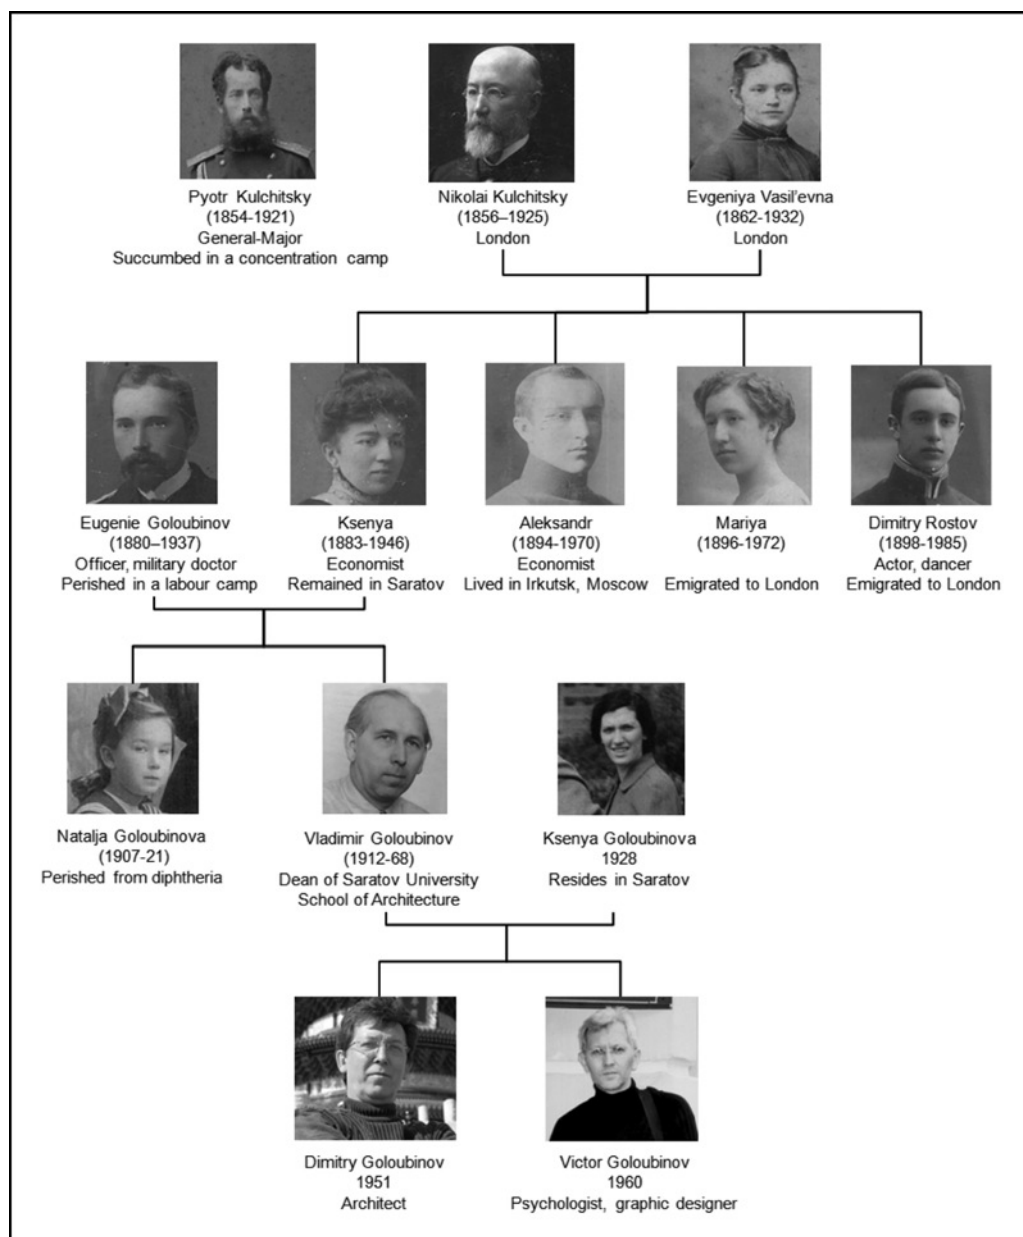 Pyotr Kulchitsky
(1854-1921)
General-Major
Succumbed in a concentration camp
Nikolai Kulchitsky
(1856–1925)
London
Evgeniya Vasil'evna
(1862-1932)
London
Eugenie Goloubinov
(1880–1937)
Officer, military doctor
Perished in a labour camp
Ksenya
(1883-1946)
Economist
Remained in Saratov
Aleksandr
(1894-1970)
Economist
Lived in Irkutsk, Moscow
Mariya
(1896-1972)
Emigrated to London
Dimitry Rostov
(1898-1985)
Actor, dancer
Emigrated to London
Natalja Goloubinova
(1907-21)
Perished from diphtheria
Vladimir Goloubinov
(1912-68)
Dean of Saratov University
School of Architecture
Ksenya Goloubinova
1928
Resides in Saratov
Dimitry Goloubinov
1951
Architect
Victor Goloubinov
1960
Psychologist, graphic designer